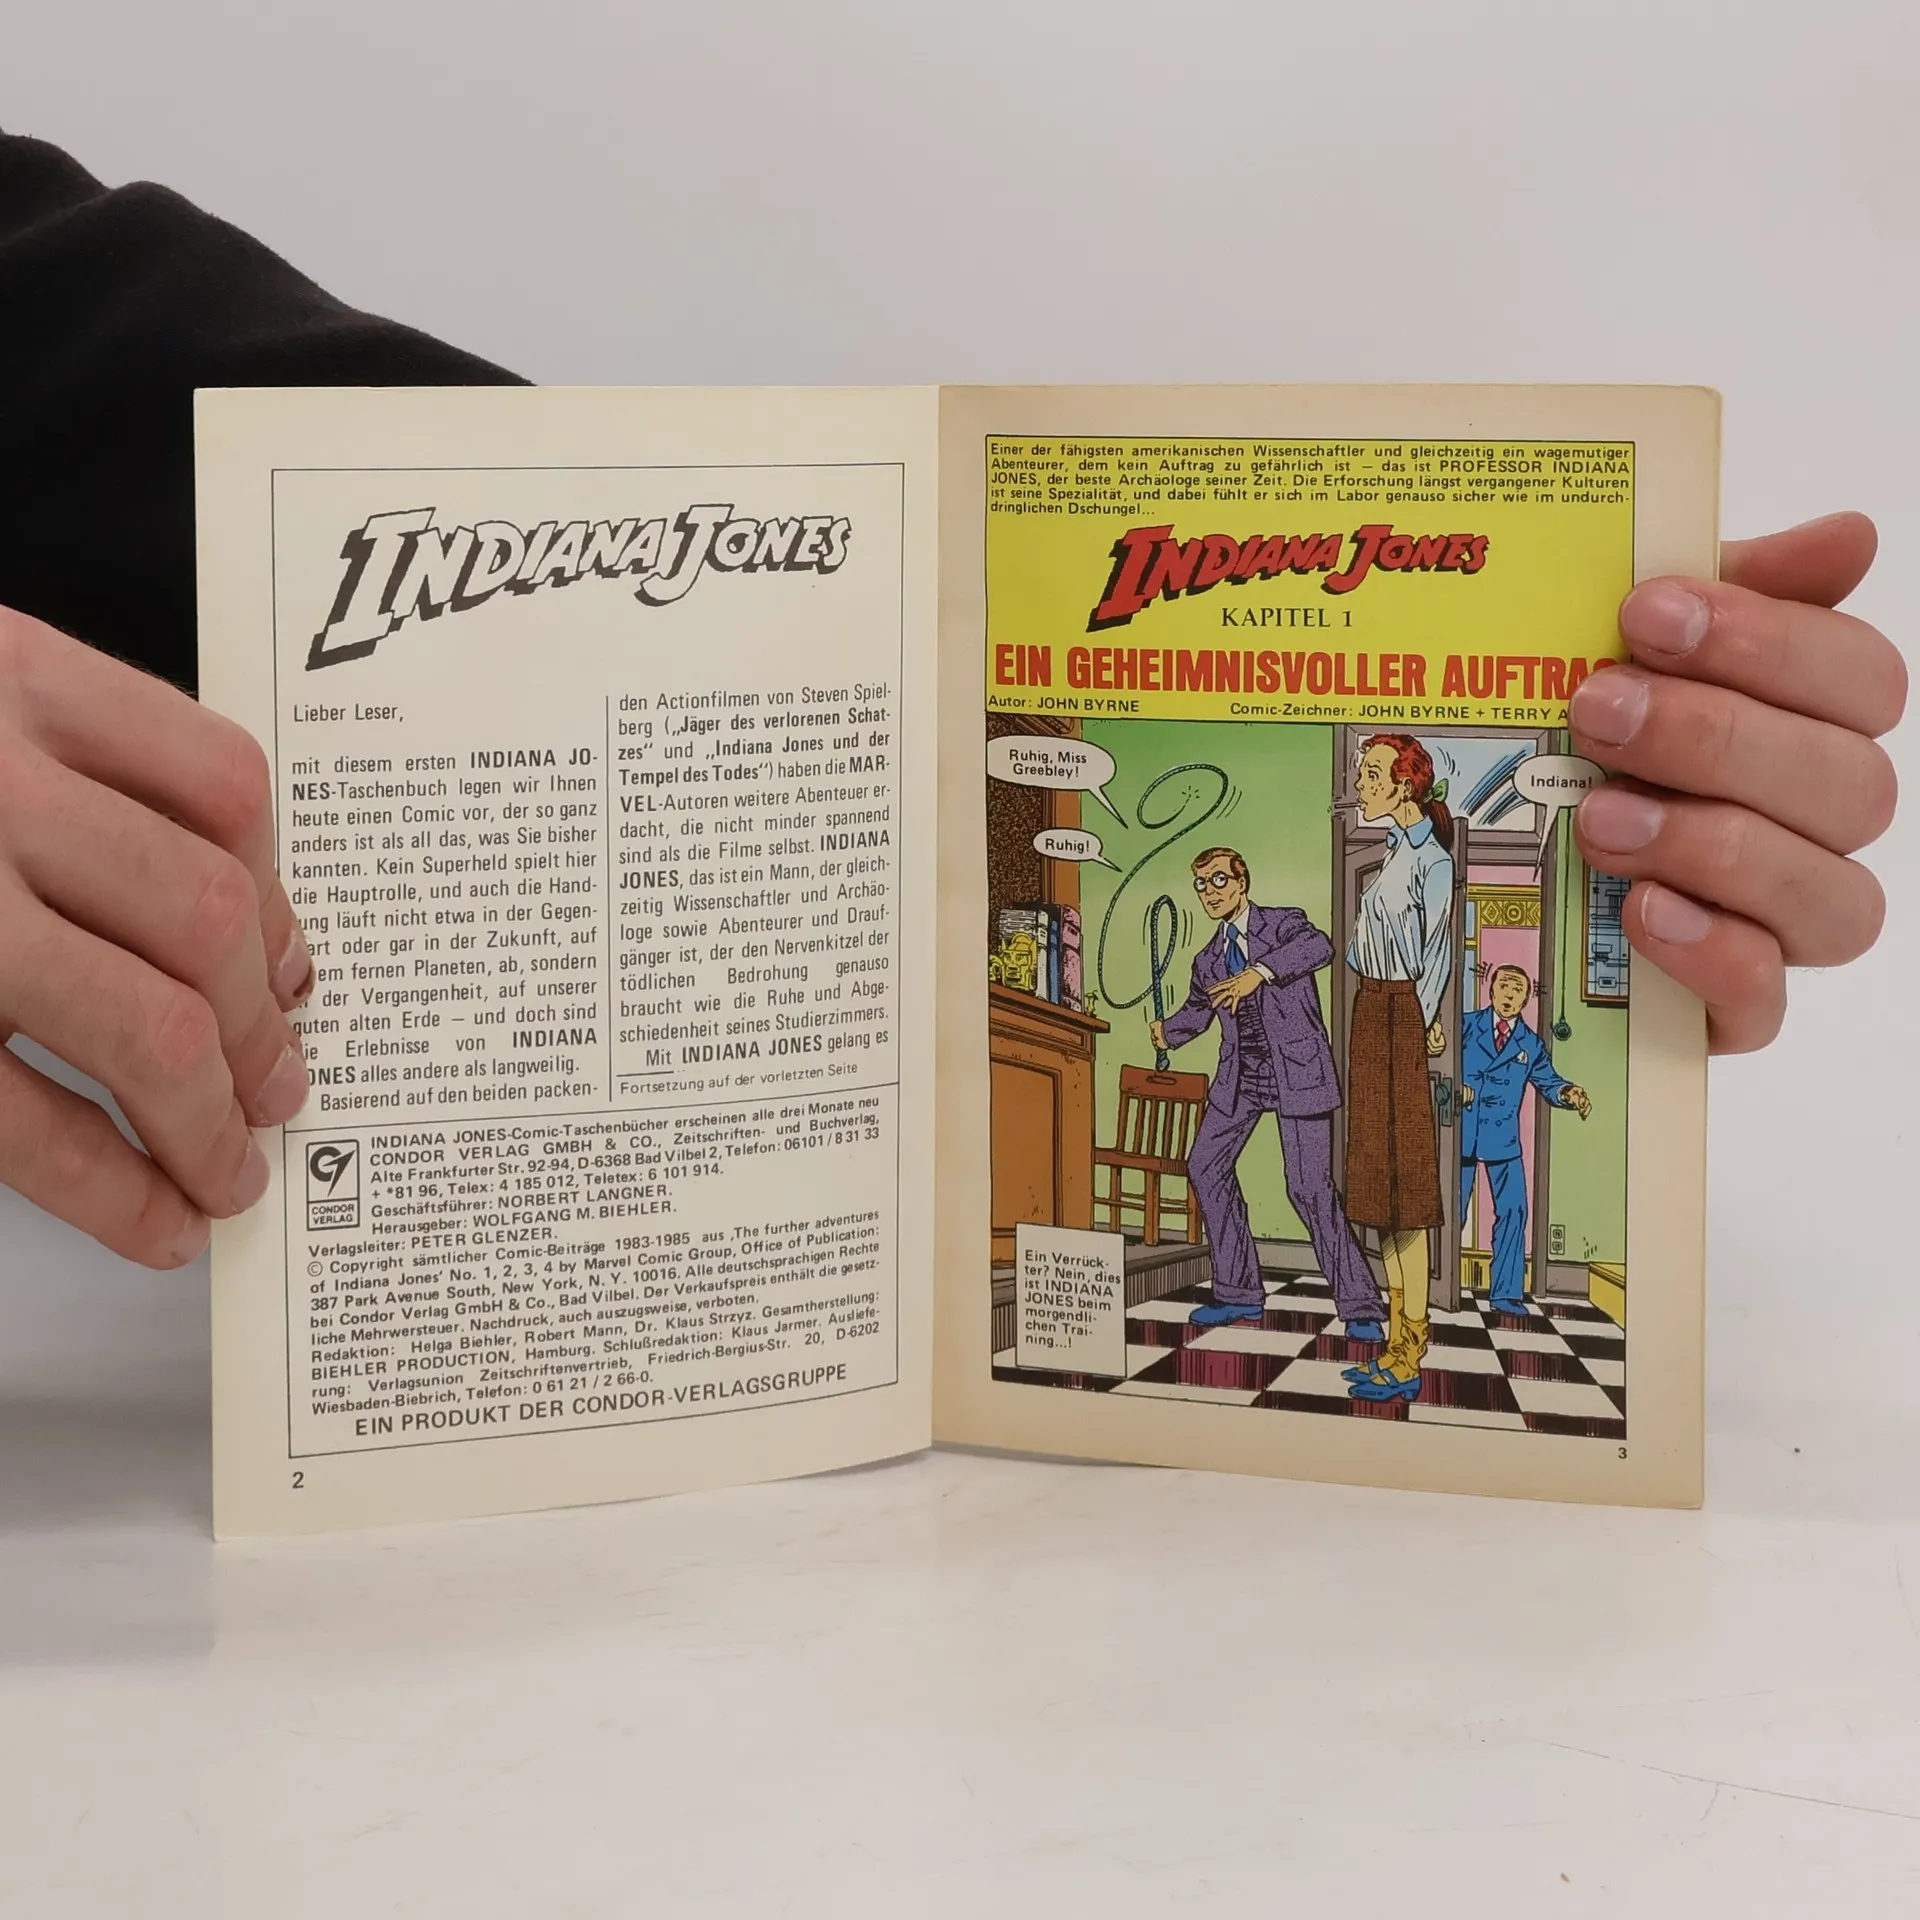 INDIANA JONES
Lieber Leser,
mit diesem ersten INDIANA JO-
NES-Taschenbuch legen wir Ihnen
heute einen Comic vor, der so ganz
anders ist als all das, was Sie bisher
kannten. Kein Superheld spielt hier
die Hauptrolle, und auch die Hand-
ung läuft nicht etwa in der Gegen-
art oder gar in der Zukunft, auf
em fernen Planeten, ab, sondern
der Vergangenheit, auf unserer
guten alten Erde – und doch sind
ie Erlebnisse von INDIANA
ONES alles andere als langweilig.
Basierend auf den beiden packen-
den Actionfilmen von Steven Spiel-
berg („Jäger des verlorenen Schat-
zes“ und „Indiana Jones und der
Tempel des Todes“) haben die MAR-
VEL-Autoren weitere Abenteuer er-
dacht, die nicht minder spannend
sind als die Filme selbst. INDIANA
JONES, das ist ein Mann, der gleich-
zeitig Wissenschaftler und Archäo-
loge sowie Abenteurer und Drauf-
gänger ist, der den Nervenkitzel der
tödlichen Bedrohung genauso
braucht wie die Ruhe und Abge-
schiedenheit seines Studierzimmers.
Mit INDIANA JONES gelang es
Fortsetzung auf der vorletzten Seite
CONDOR
VERLAG
INDIANA JONES-Comic-Taschenbücher erscheinen alle drei Monate neu
CONDOR VERLAG GMBH & CO., Zeitschriften- und Buchverlag,
Alte Frankfurter Str. 92-94, D-6368 Bad Vilbel 2, Telefon: 06101/8 31 33
+ *81 96, Telex: 4 185 012, Teletex: 6 101 914.
Geschäftsführer: NORBERT LANGNER.
Herausgeber: WOLFGANG M. BIEHLER.
Verlagsleiter: PETER GLENZER.
© Copyright sämtlicher Comic-Beiträge 1983-1985 aus ‚The further adventures
of Indiana Jones‘ No. 1, 2, 3, 4 by Marvel Comic Group, Office of Publication:
387 Park Avenue South, New York, N. Y. 10016. Alle deutschsprachigen Rechte
bei Condor Verlag GmbH & Co., Bad Vilbel. Der Verkaufspreis enthält die gesetz-
liche Mehrwersteuer. Nachdruck, auch auszugsweise, verboten.
Redaktion: Helga Biehler, Robert Mann, Dr. Klaus Strzyz. Gesamtherstellung:
BIEHLER PRODUCTION, Hamburg. Schlußredaktion: Klaus Jarmer. Ausliefe-
rung: Verlagsunion Zeitschriftenvertrieb, Friedrich-Bergius-Str. 20, D-6202
Wiesbaden-Biebrich, Telefon: 0 61 21 / 2 66-0.
EIN PRODUKT DER CONDOR-VERLAGSGRUPPE
2
Einer der fähigsten amerikanischen Wissenschaftler und gleichzeitig ein wagemutiger
Abenteurer, dem kein Auftrag zu gefährlich ist – das ist PROFESSOR INDIANA
JONES, der beste Archäologe seiner Zeit. Die Erforschung längst vergangener Kulturen
ist seine Spezialität, und dabei fühlt er sich im Labor genauso sicher wie im undurch-
dringlichen Dschungel...
INDIANA JONES
KAPITEL 1
EIN GEHEIMNISVOLLER AUFTRAG
Autor: JOHN BYRNE Comic-Zeichner: JOHN BYRNE + TERRY A
Ruhig, Miss
Greebley!
Ruhig!
Indiana!
Ein Verrück-
ter? Nein, dies
ist INDIANA
JONES beim
morgendli-
chen Trai-
ning...!
3